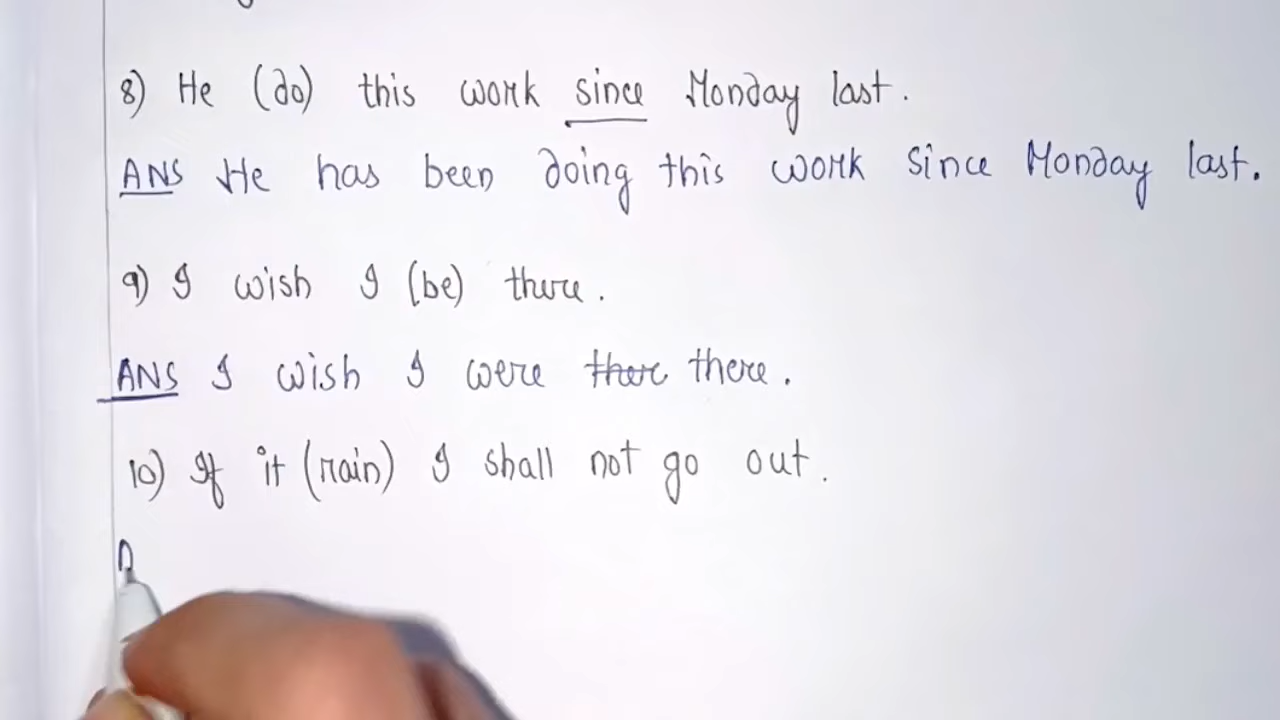 8) He (do) this work since Monday last.
ANS He has been doing this work since Monday last.
9) I wish I (be) there.
ANS I wish I were ther there.
10) If it (rain) I shall not go out.